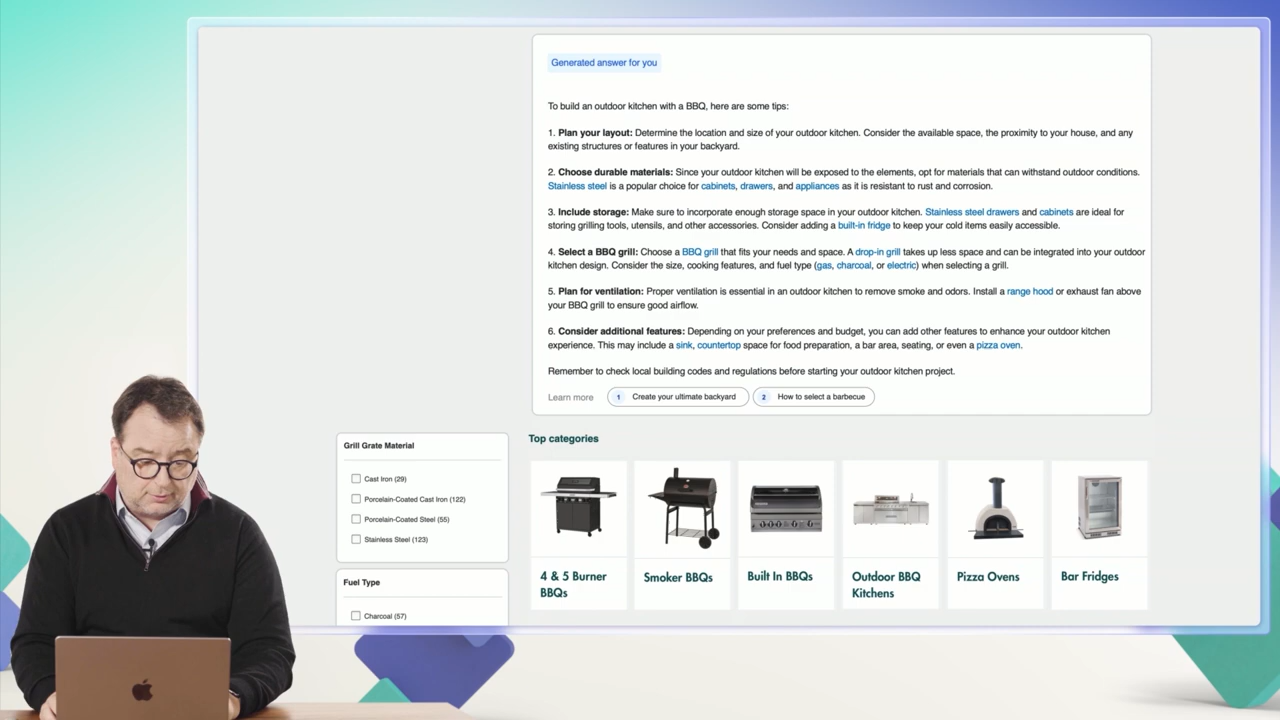 Generated answer for you
To build an outdoor kitchen with a BBQ, here are some tips:
1. Plan your layout: Determine the location and size of your outdoor kitchen. Consider the available space, the proximity to your house, and any
existing structures or features in your backyard.
2. Choose durable materials: Since your outdoor kitchen will be exposed to the elements, opt for materials that can withstand outdoor conditions.
Stainless steel is a popular choice for cabinets, drawers, and appliances as it is resistant to rust and corrosion.
3. Include storage: Make sure to incorporate enough storage space in your outdoor kitchen. Stainless steel drawers and cabinets are ideal for
storing grilling tools, utensils, and other accessories. Consider adding a built-in fridge to keep your cold items easily accessible.
4. Select a BBQ grill: Choose a BBQ grill that fits your needs and space. A drop-in grill takes up less space and can be integrated into your outdoor
kitchen design. Consider the size, cooking features, and fuel type (gas, charcoal, or electric) when selecting a grill.
5. Plan for ventilation: Proper ventilation is essential in an outdoor kitchen to remove smoke and odors. Install a range hood or exhaust fan above
your BBQ grill to ensure good airflow.
6. Consider additional features: Depending on your preferences and budget, you can add other features to enhance your outdoor kitchen
experience. This may include a sink, countertop space for food preparation, a bar area, seating, or even a pizza oven.
Remember to check local building codes and regulations before starting your outdoor kitchen project.
Learn more 1 Create your ultimate backyard 2 How to select a barbecue
Grill Grate Material
Cast Iron (29)
Porcelain-Coated Cast Iron (122)
Porcelain-Coated Steel (55)
Stainless Steel (123)
Fuel Type
Charcoal (57)
Top categories
4 & 5 Burner
BBQs
Smoker BBQs
Built In BBQs
Outdoor BBQ
Kitchens
Pizza Ovens
Bar Fridges